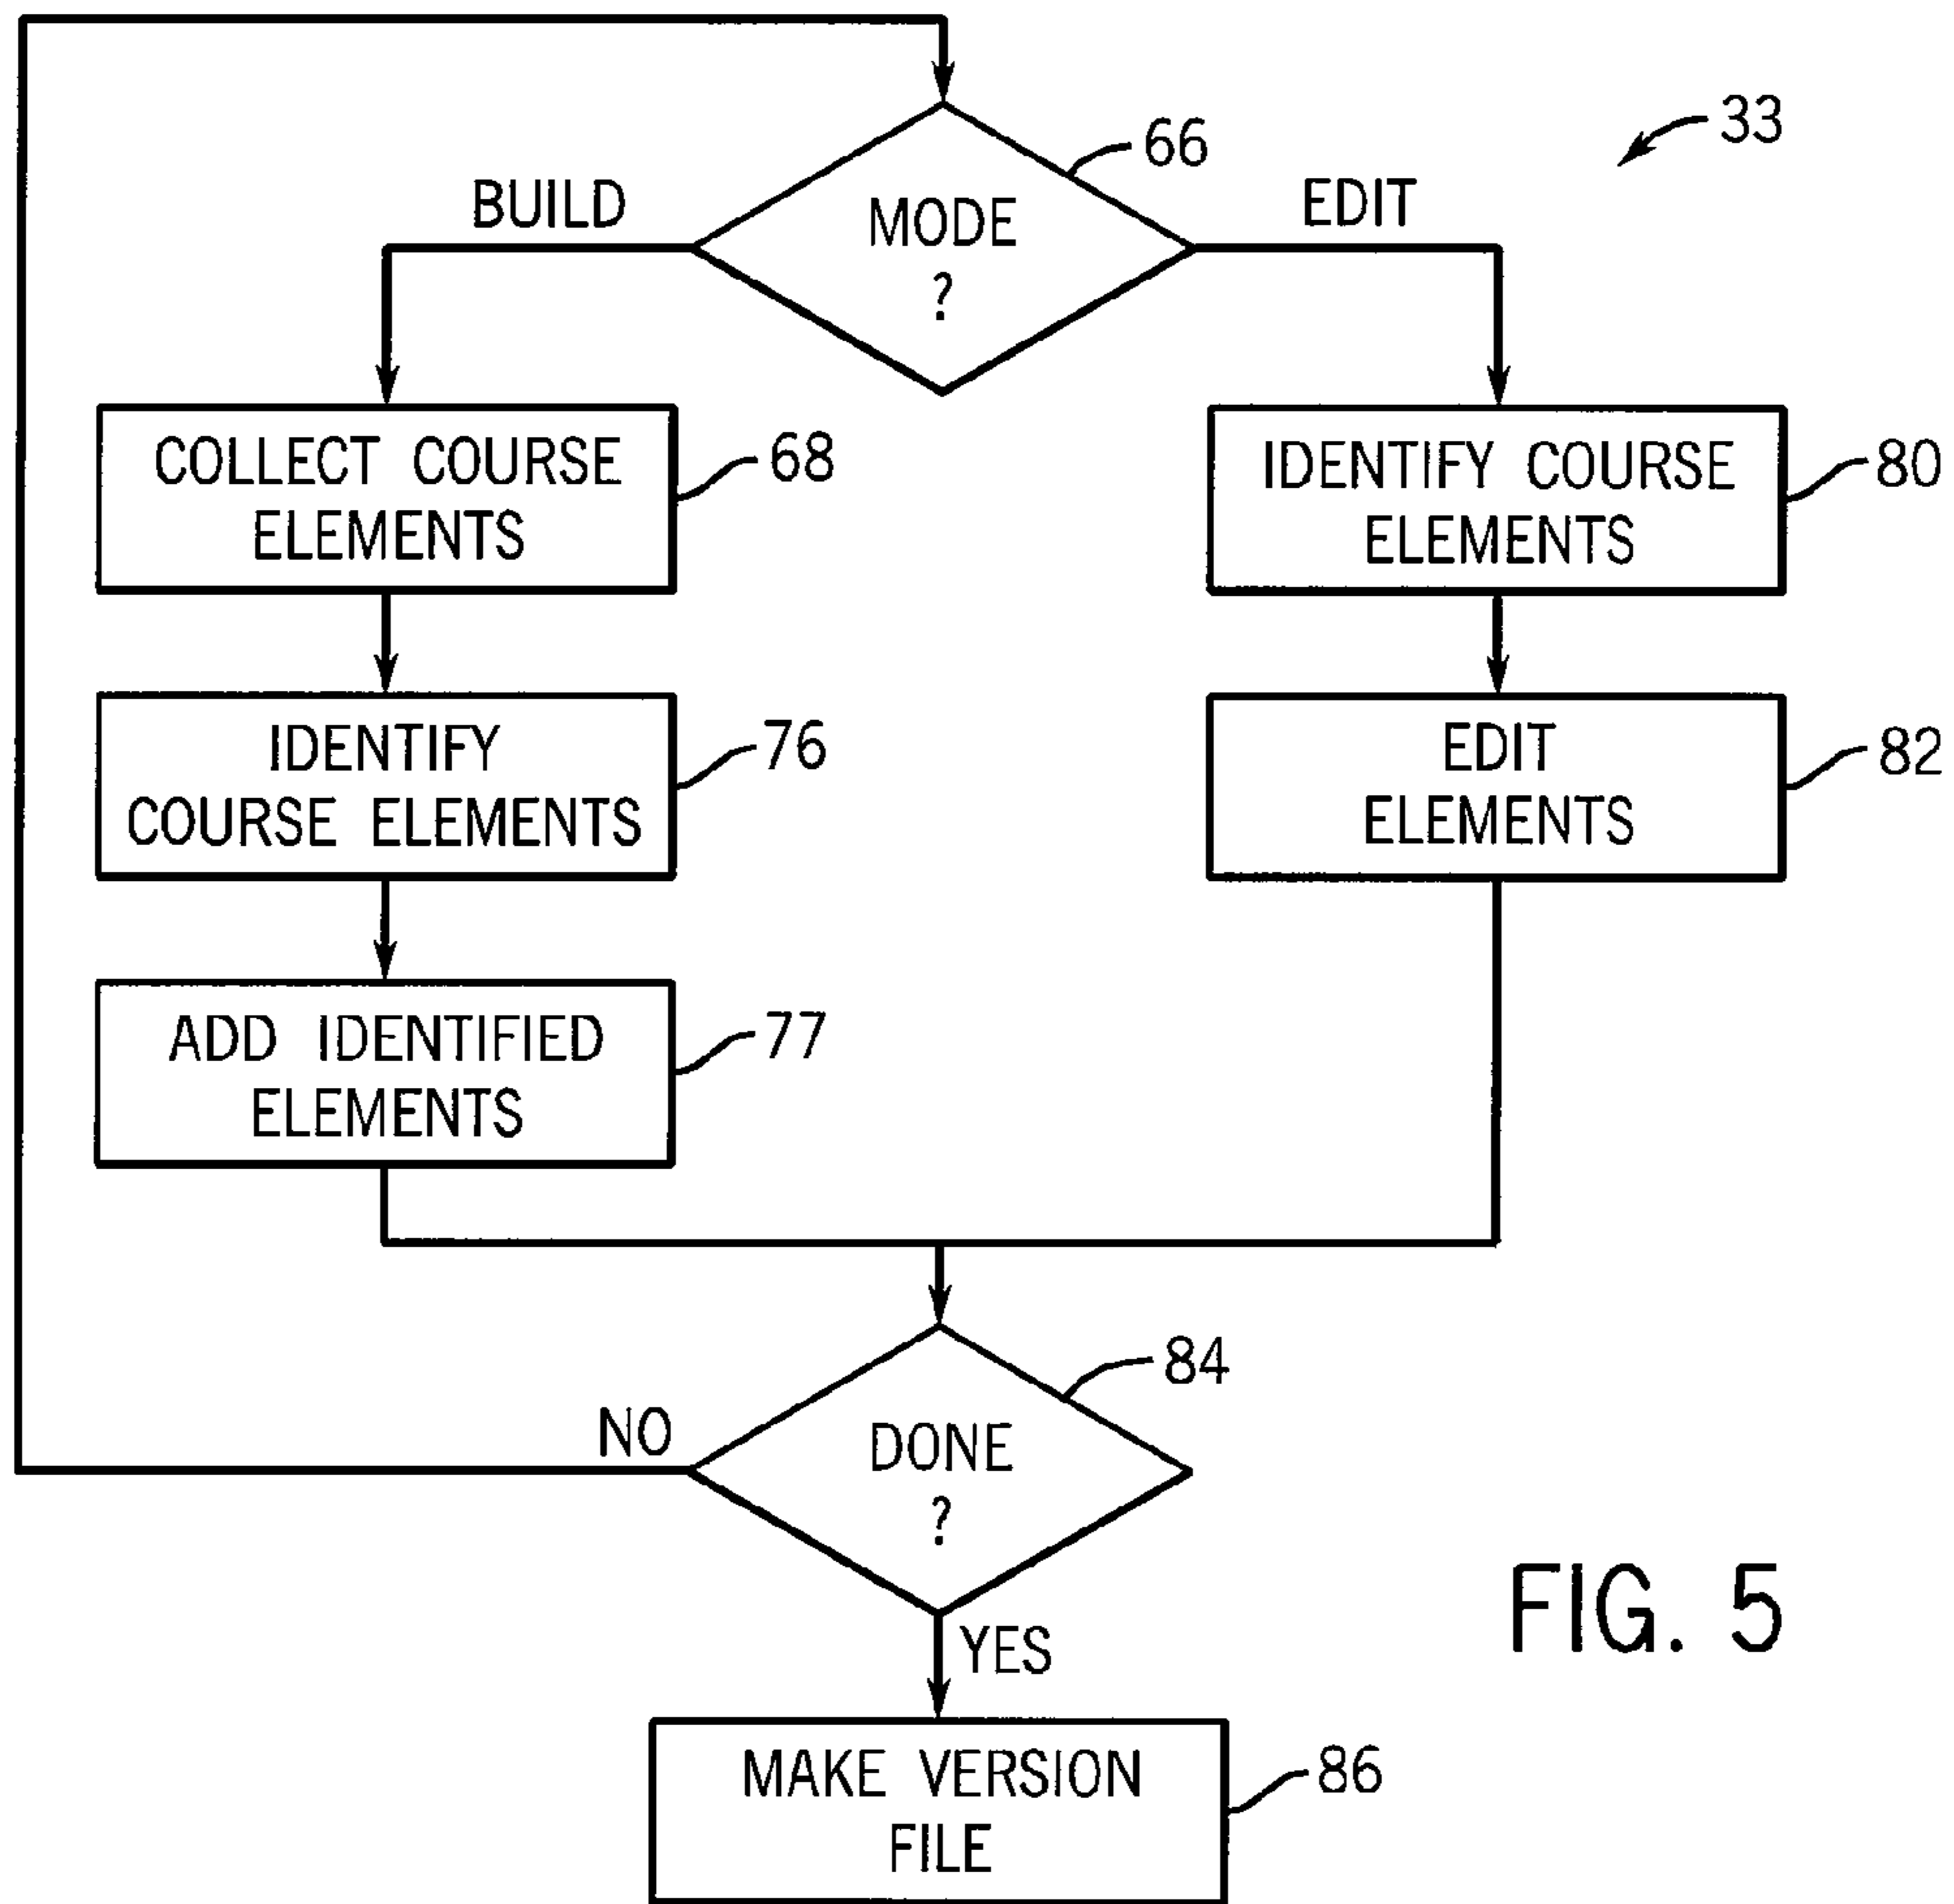 33
66
BUILD
EDIT
MODE
?
COLLECT COURSE
ELEMENTS
68
IDENTIFY COURSE
ELEMENTS
80
IDENTIFY
COURSE ELEMENTS
76
EDIT
ELEMENTS
82
ADD IDENTIFIED
ELEMENTS
77
84
NO
DONE
?
YES
FIG. 5
MAKE VERSION
FILE
86